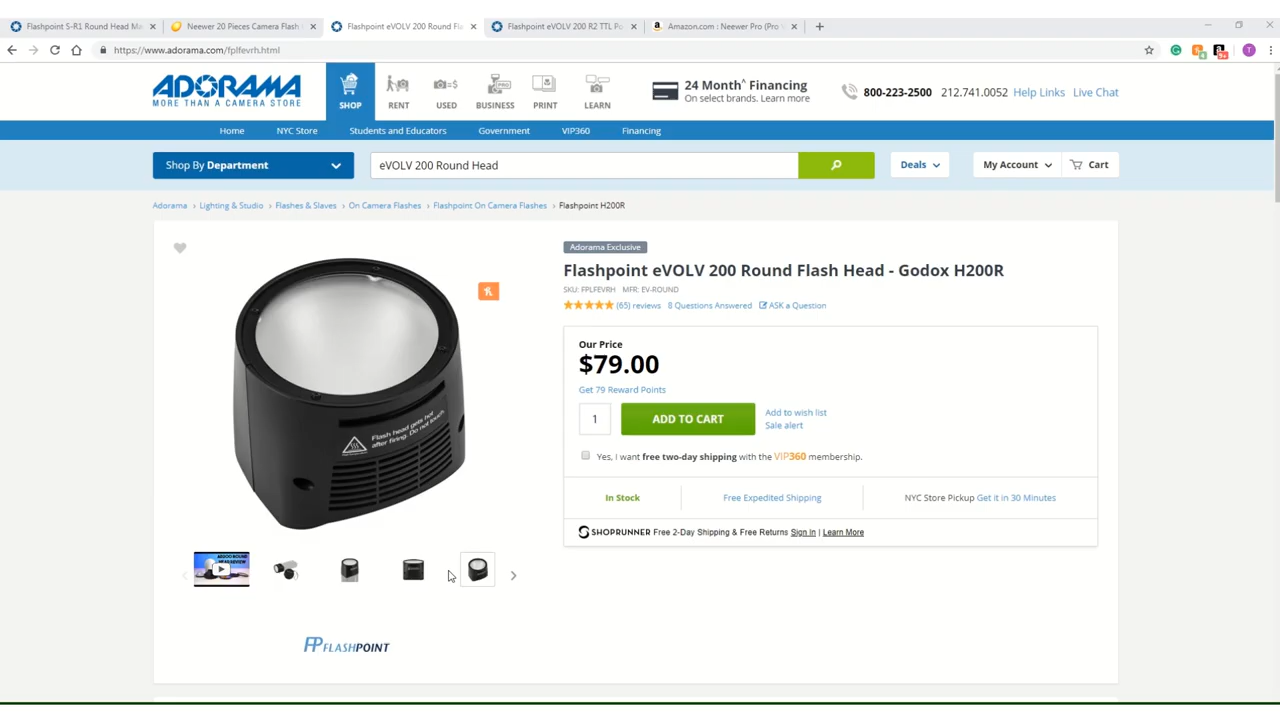 Flashpoint S-R1 Round Head Ma
Neewer 20 Pieces Camera Flash
Flashpoint eVOLV 200 Round Fla
Flashpoint eVOLV 200 R2 TTL Po
Amazon.com : Neewer Pro (Pro
https://www.adorama.com/fplfevrh.html
9+
T
ADORAMA
MORE THAN A CAMERA STORE
SHOP
RENT
USED
BUSINESS
PRINT
LEARN
24 Month^ Financing
On select brands. Learn more
800-223-2500 212.741.0052 Help Links Live Chat
Home NYC Store Students and Educators Government VIP360 Financing
Shop By Department
eVOLV 200 Round Head
Deals
My Account
Cart
Adorama › Lighting & Studio › Flashes & Slaves › On Camera Flashes › Flashpoint On Camera Flashes › Flashpoint H200R
Adorama Exclusive
Flashpoint eVOLV 200 Round Flash Head - Godox H200R
SKU: FPLFEVRH MFR: EV-ROUND
(65) reviews 8 Questions Answered ASK a Question
Our Price
$79.00
Get 79 Reward Points
1
ADD TO CART
Add to wish list
Sale alert
Yes, I want free two-day shipping with the VIP360 membership.
In Stock
Free Expedited Shipping
NYC Store Pickup Get it in 30 Minutes
SHOPRUNNER Free 2-Day Shipping & Free Returns Sign In | Learn More
Flash head gets hot
after firing. Do not touch
FP FLASHPOINT